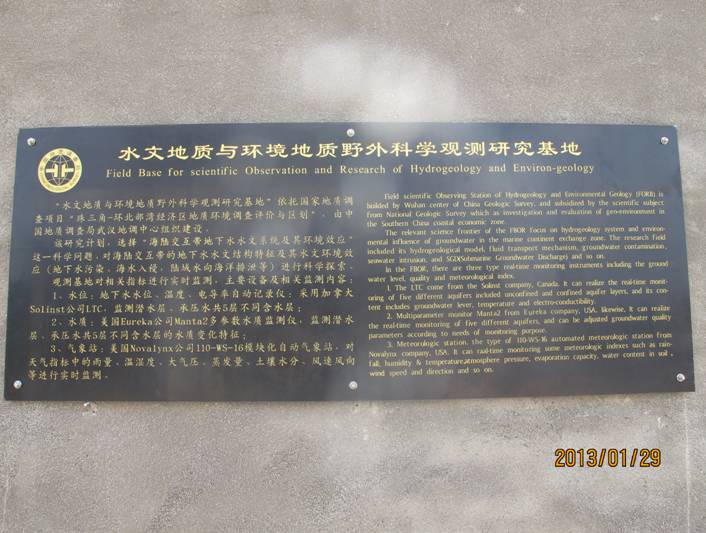 水文地质与环境地质野外科学观测研究基地
Field Base for scientific Observation and Research of Hydrogeology and Environ-geology
"水文地质与环境地质野外科学观测研究基地"依托国家地质调
查项目"珠三角-环北部湾经济区地质环境调查评价与区划"，由中
国地质调查局武汉地调中心组织建设。
该研究计划，选择"海陆交互带地下水水文系统及其环境效应"
这一科学问题，对海陆交互带的地下水水文结构特征及其水文环境效
应（地下水污染、海水入侵、陆域水向海洋排泄等）进行科学探索。
观测基地对相关指标进行实时监测，主要设备及相关监测内容：
1、水位：地下水水位、温度、电导率自动记录仪：采用加拿大
Solinst公司LTC，监测潜水层、承压水共5层不同含水层；
2、水质：美国Eureka公司Manta2多参数水质监测仪，监测潜水
层、承压水共5层不同含水层的水质变化特征；
3、气象站：美国Novalynx公司110-WS-16模块化自动气象站，对
天气指标中的雨量、温湿度、大气压、蒸发量、土壤水分、风速风向
等进行实时监测。
Field scientific Observing Station of Hydrogeology and Environmental Geology (FORB) is
builded by Wuhan center of China Geologic Survey, and subsidized by the scientific subject
from National Geologic Survey which as investigation and evaluation of geo-environment in
the Southern China coastal economic zone.
The relevant science frontier of the FBOR Focus on hydrogeology system and environ-
mental influence of groundwater in the marine continent exchange zone. The research Field
included its hydrogeological model, fluid transport mechanism, groundwater contamination,
seawater intrusion, and SGD(Submarine Groundwater Discharge) and so on.
In the FBOR, there are three type real-time monitoring instruments including the ground
water level, quality and meteorological index.
1. The LTC come from the Solinst company, Canada. It can realize the real-time monit-
oring of five different aquifers included unconfined and confined aquifer layers, and its con-
tent includes groundwater lever, temperature and electro-conductibility.
2. Multiparameter monitor Manta2 from Eureka company, USA. likewise, It can realize
the real-time monitoring of five different aquifers, and can be adjusted groundwater quality
parameters according to needs of monitoring purpose.
3. Meteorologic station, the type of 110-WS-16 automated meteorologic station from
Novalynx company, USA. It can raal-time monitoring some meteorologic indexes such as rain-
fall, humidity & temperature,atmosphere pressure, evaporation capacity, water content in soil,
wind speed and direction and so on.
2013/01/29